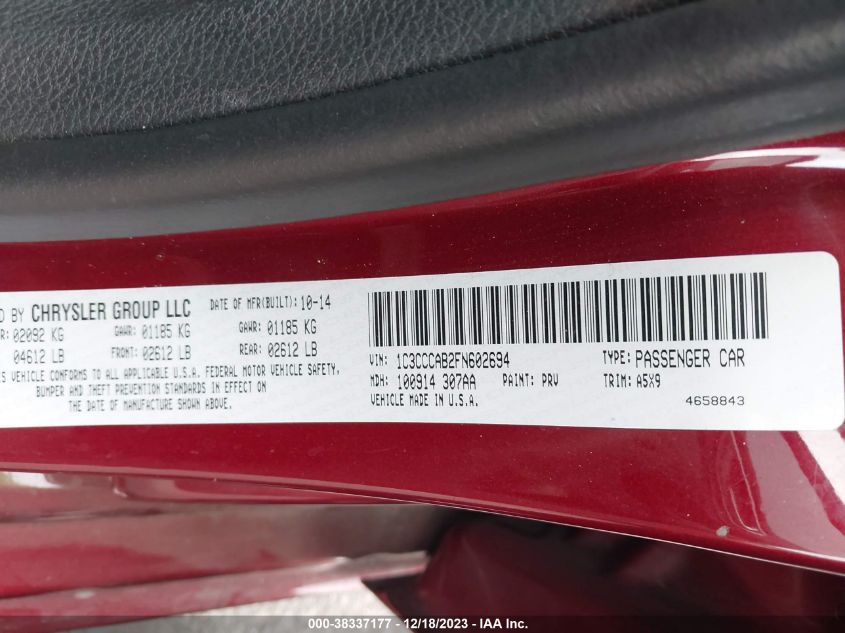 D BY CHRYSLER GROUP LLC DATE OF MFR(BUILT): 10-14
R: 02092 KG GAWR: 01185 KG GAWR: 01185 KG
04612 LB FRONT: 02612 LB REAR: 02612 LB
IS VEHICLE CONFORMS TO ALL APPLICABLE U.S.A. FEDERAL MOTOR VEHICLE SAFETY,
BUMPER AND THEFT PREVENTION STANDARDS IN EFFECT ON
THE DATE OF MANUFACTURE SHOWN ABOVE.
VIN: 1C3CCCAB2FN602694 TYPE: PASSENGER CAR
MDH: 100914 307AA PAINT: PRV TRIM: A5X9
VEHICLE MADE IN U.S.A. 4658843
000-38337177 - 12/18/2023 - IAA Inc.